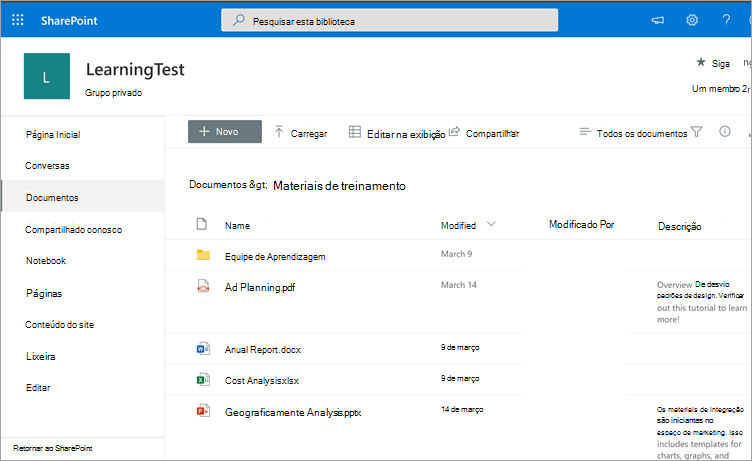 SharePoint
Pesquisar esta biblioteca
?
L
LearningTest
Grupo privado
Siga
Um membro 2
Página Inicial
Conversas
Documentos
Compartilhado conosco
Notebook
Páginas
Conteúdo do site
Lixeira
Editar
Retornar ao SharePoint
+ Novo
Carregar
Editar na exibição
Compartilhar
Todos os documentos
Documentos &gt; Materiais de treinamento
Name Modified Modificado Por Descrição
Equipe de Aprendizagem March 9
Ad Planning.pdf March 14
Overview De desvio
padrões de design. Verificar
out this tutorial to learn
more!
Anual Report.docx 9 de março
Cost Analysisxlsx 9 de março
Geograficamente Analysis.pptx 14 de março
Os materiais de integração
são iniciantes no
espaço de marketing. Isso
includes templates for
charts, graphs, and